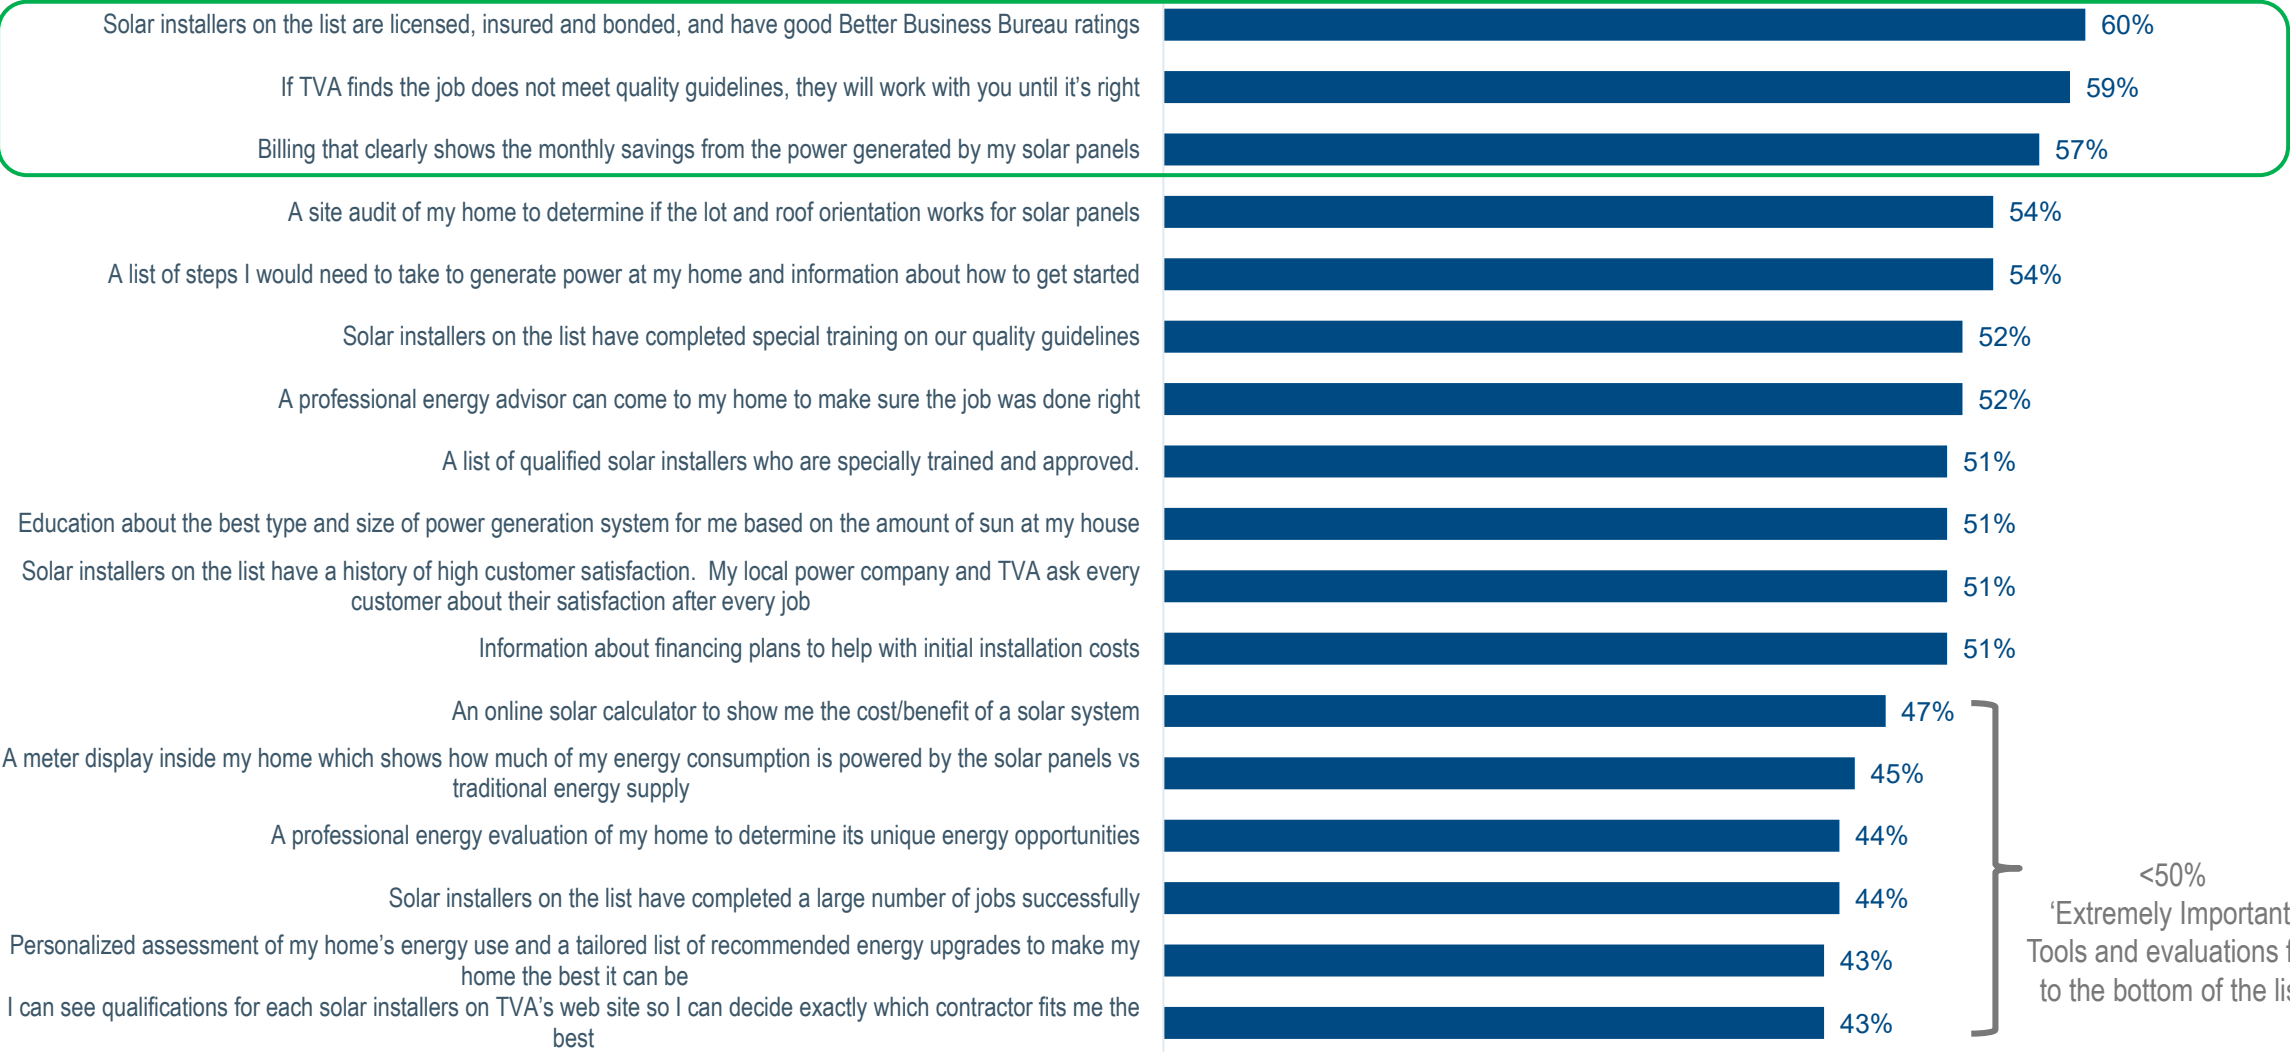 Solar installers on the list are licensed, insured and bonded, and have good Better Business Bureau ratings
60%
If TVA finds the job does not meet quality guidelines, they will work with you until it’s right
59%
Billing that clearly shows the monthly savings from the power generated by my solar panels
57%
A site audit of my home to determine if the lot and roof orientation works for solar panels
54%
A list of steps I would need to take to generate power at my home and information about how to get started
54%
Solar installers on the list have completed special training on our quality guidelines
52%
A professional energy advisor can come to my home to make sure the job was done right
52%
A list of qualified solar installers who are specially trained and approved.
51%
Education about the best type and size of power generation system for me based on the amount of sun at my house
51%
Solar installers on the list have a history of high customer satisfaction.  My local power company and TVA ask every
customer about their satisfaction after every job
51%
Information about financing plans to help with initial installation costs
51%
An online solar calculator to show me the cost/benefit of a solar system
47%
A meter display inside my home which shows how much of my energy consumption is powered by the solar panels vs
traditional energy supply
45%
A professional energy evaluation of my home to determine its unique energy opportunities
44%
Solar installers on the list have completed a large number of jobs successfully
44%
Personalized assessment of my home’s energy use and a tailored list of recommended energy upgrades to make my
home the best it can be
43%
I can see qualifications for each solar installers on TVA’s web site so I can decide exactly which contractor fits me the
best
43%
<50%
‘Extremely Important
Tools and evaluations
to the bottom of the